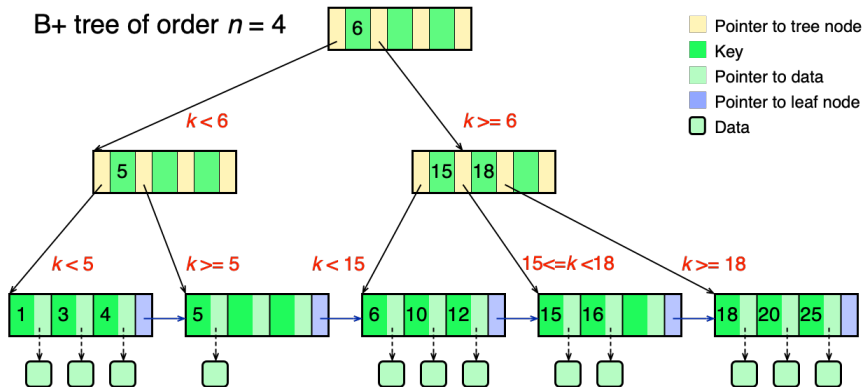 B+ tree of order n = 4
6
Pointer to tree node
Key
Pointer to data
Pointer to leaf node
Data
k < 6
k >= 6
5
15 18
k < 5
k >= 5
k < 15
15<=k <18
k >= 18
1 3 4
5
6 10 12
15 16
18 20 25